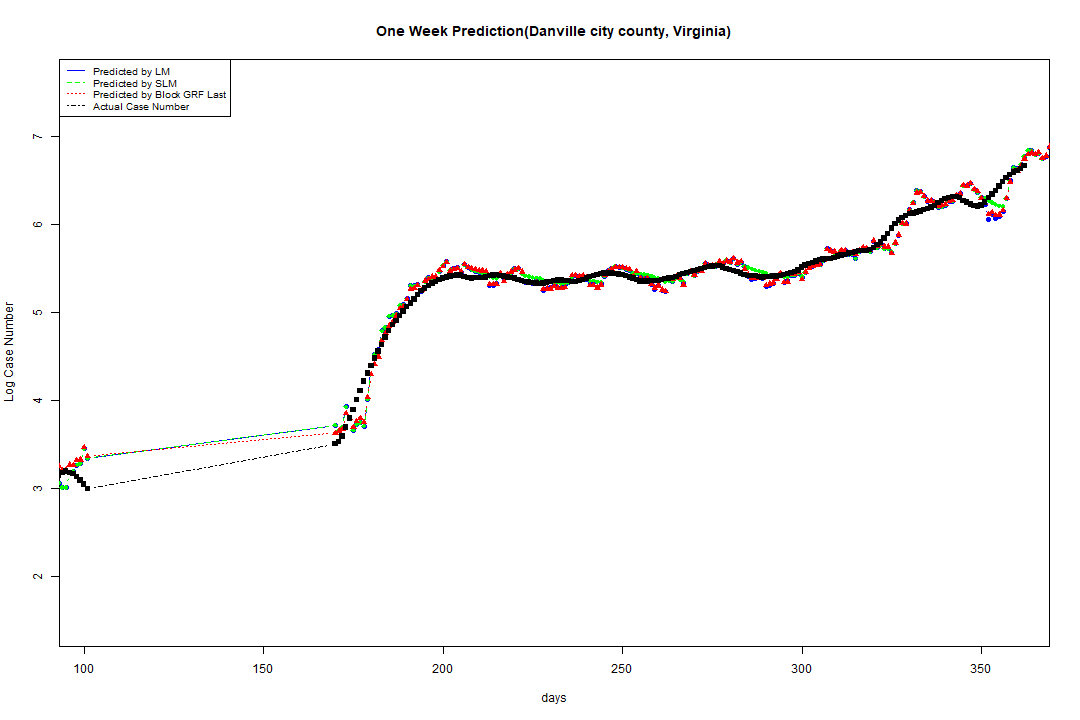 One Week Prediction(Danville city county, Virginia)
Predicted by LM
Predicted by SLM
Predicted by Block GRF Last
Actual Case Number
7
6
5
4
3
2
Log Case Number
100 150 200 250 300 350
days